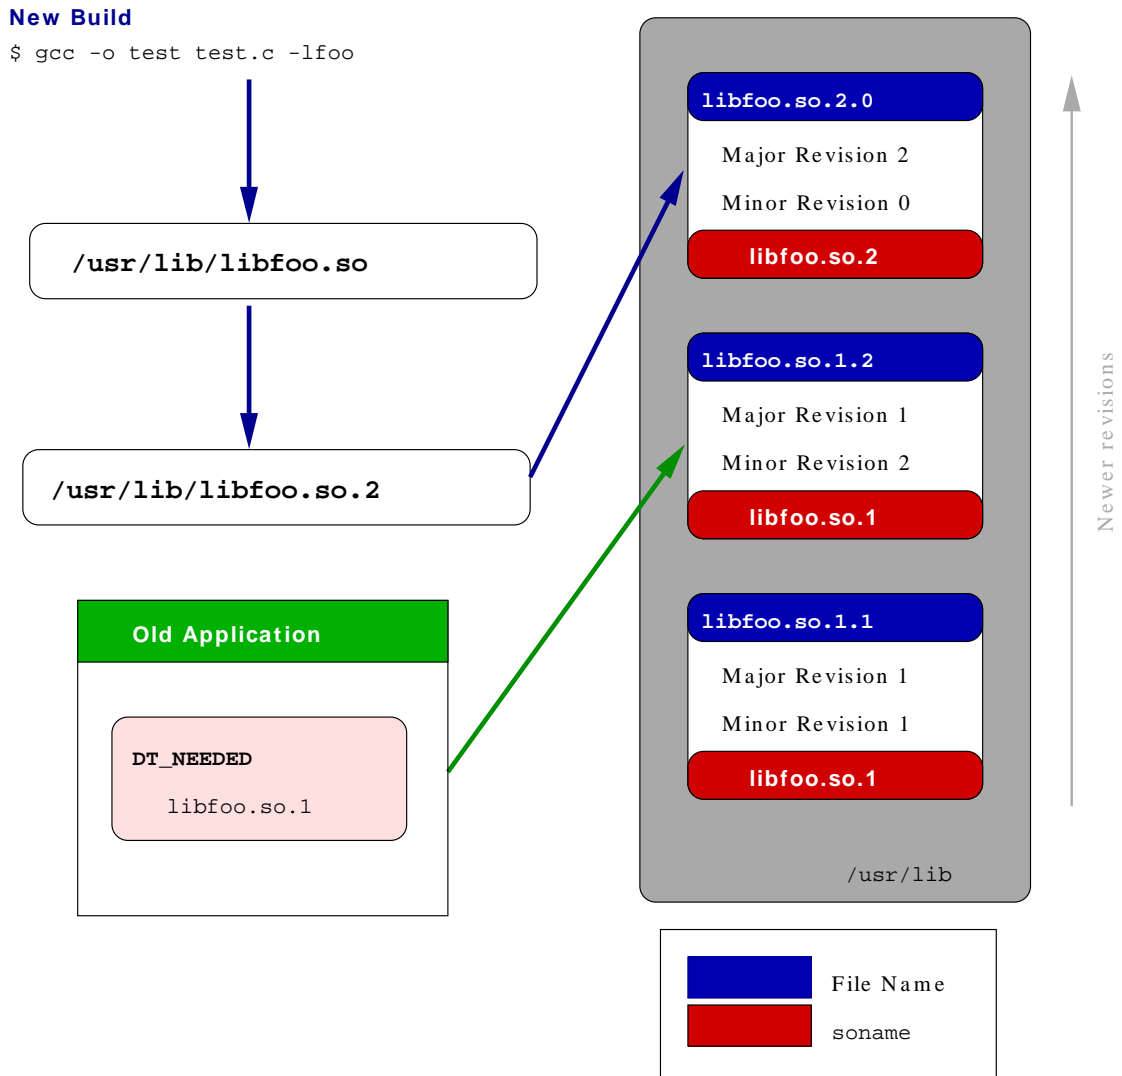 New Build
$ gcc -o test test.c -lfoo
/usr/lib/libfoo.so
/usr/lib/libfoo.so.2
Old Application
DT_NEEDED
libfoo.so.1
libfoo.so.2.0
Major Revision 2
Minor Revision 0
libfoo.so.2
libfoo.so.1.2
Major Revision 1
Minor Revision 2
libfoo.so.1
libfoo.so.1.1
Major Revision 1
Minor Revision 1
libfoo.so.1
/usr/lib
Newer revisions
File Name
soname